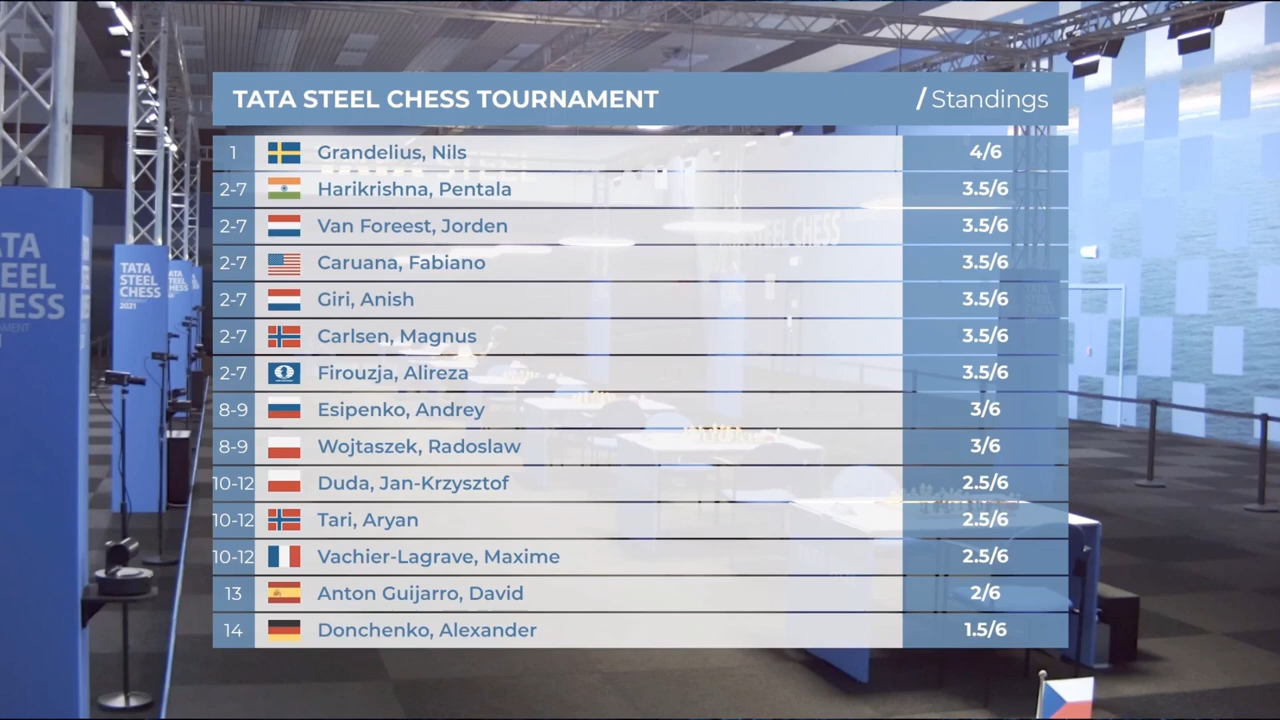 TATA STEEL CHESS TOURNAMENT / Standings
1 Grandelius, Nils 4/6
2-7 Harikrishna, Pentala 3.5/6
2-7 Van Foreest, Jorden 3.5/6
2-7 Caruana, Fabiano 3.5/6
2-7 Giri, Anish 3.5/6
2-7 Carlsen, Magnus 3.5/6
2-7 Firouzja, Alireza 3.5/6
8-9 Esipenko, Andrey 3/6
8-9 Wojtaszek, Radoslaw 3/6
10-12 Duda, Jan-Krzysztof 2.5/6
10-12 Tari, Aryan 2.5/6
10-12 Vachier-Lagrave, Maxime 2.5/6
13 Anton Guijarro, David 2/6
14 Donchenko, Alexander 1.5/6
TATA
STEEL
CHESS
2021